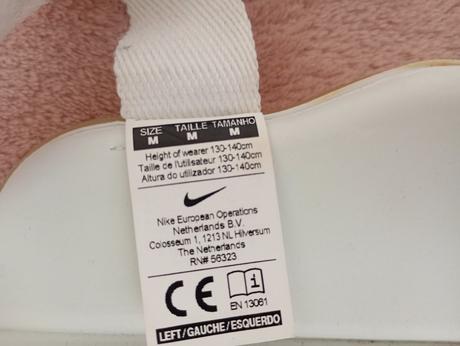 SIZE TAILLE TAMANHO
M M M
Height of wearer 130-140cm
Taille de l'utilisateur 130-140cm
Altura do utilizador 130-140cm
Nike European Operations
Netherlands B.V.
Colosseum 1, 1213 NL Hilversum
The Netherlands
RN# 56323
CE i
EN 13061
LEFT/GAUCHE/ESQUERDO